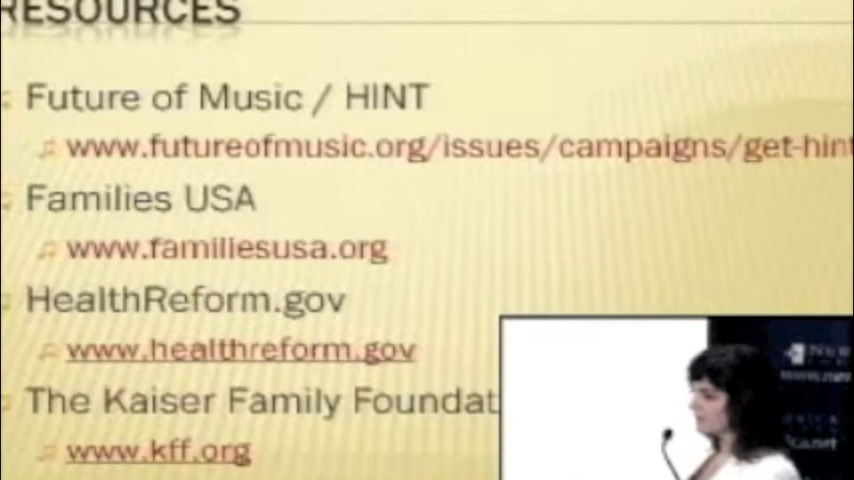 RESOURCES
Future of Music / HINT
www.futureofmusic.org/issues/campaigns/get-hint
Families USA
www.familiesusa.org
HealthReform.gov
www.healthreform.gov
The Kaiser Family Foundat
www.kff.org